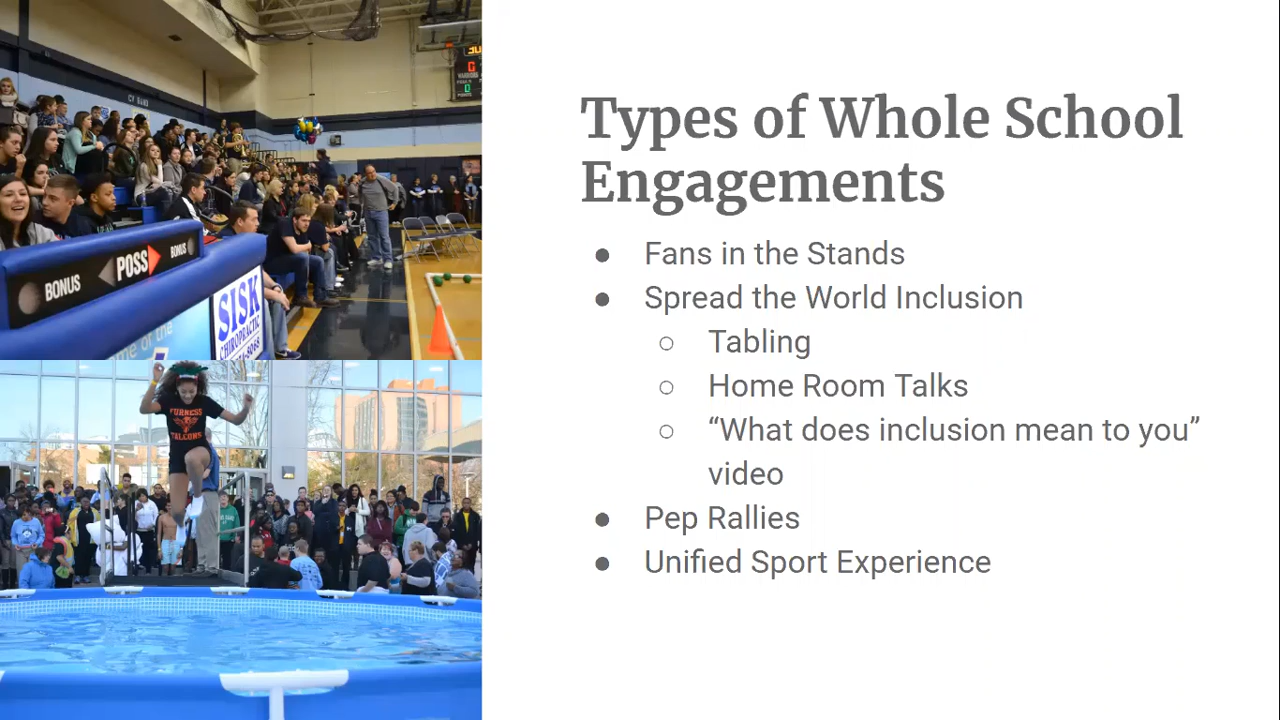 Types of Whole School
Engagements
● Fans in the Stands
● Spread the World Inclusion
○ Tabling
○ Home Room Talks
○ “What does inclusion mean to you”
video
● Pep Rallies
● Unified Sport Experience
BONUS
POSS
BONUS
SISK
CHIROPRACTIC
FURNESS
FALCONS